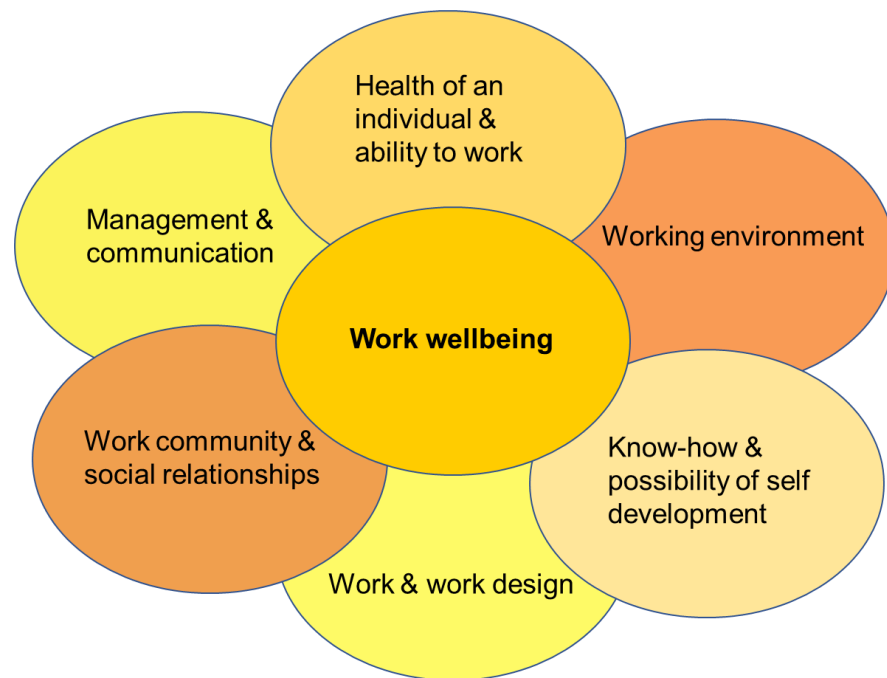 Health of an
individual &
ability to work
Management &
communication
Working environment
Work wellbeing
Work community &
social relationships
Know-how &
possibility of self
development
Work & work design